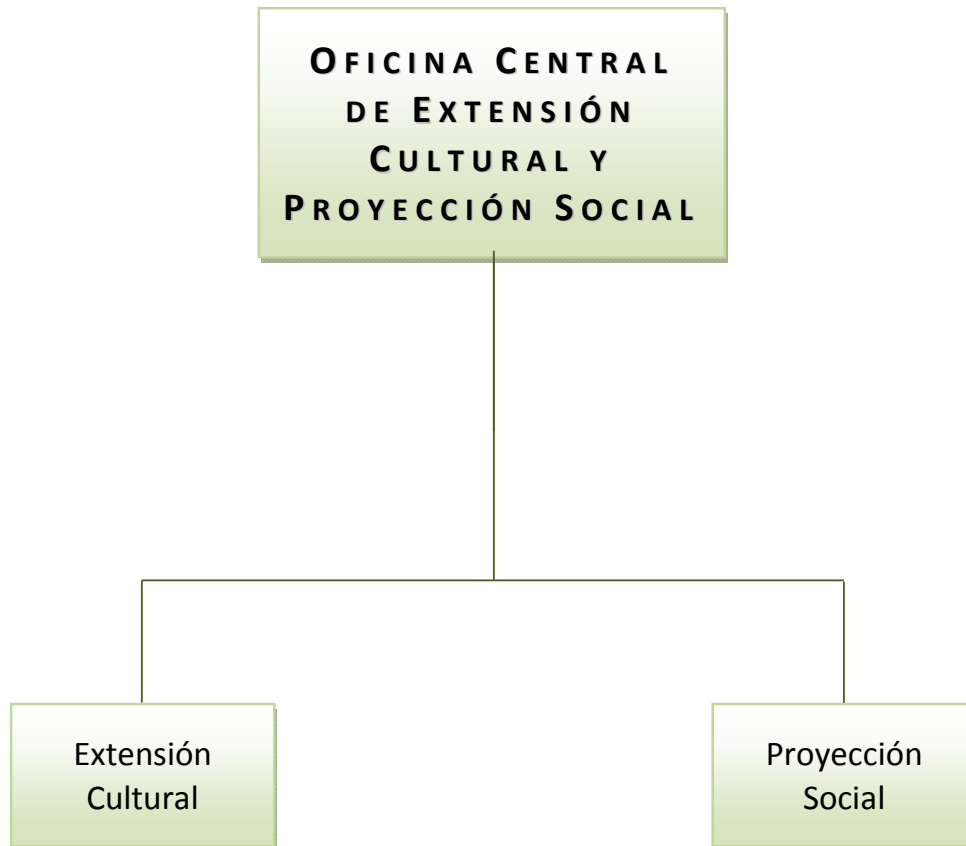 OFICINA CENTRAL
DE EXTENSIÓN
CULTURAL Y
PROYECCIÓN SOCIAL
Extensión
Cultural
Proyección
Social